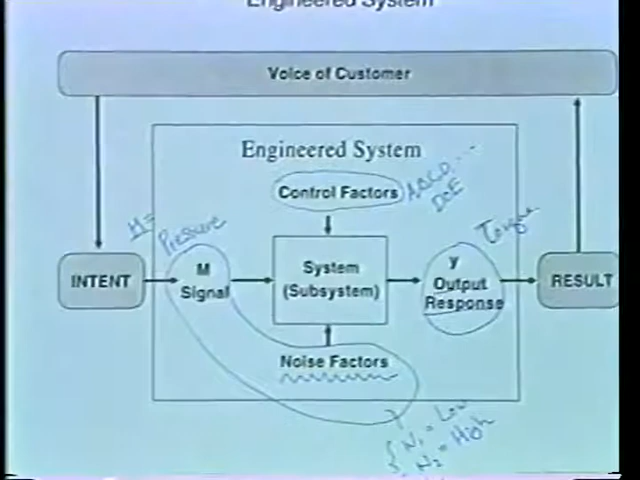 Engineered System
Voice of Customer
Engineered System
Control Factors
ABCD...
DOE
M=
Pressure
Torque
INTENT
M
Signal
System
(Subsystem)
y
Output
Response
RESULT
Noise Factors
N₁ = Low
N₂ = High